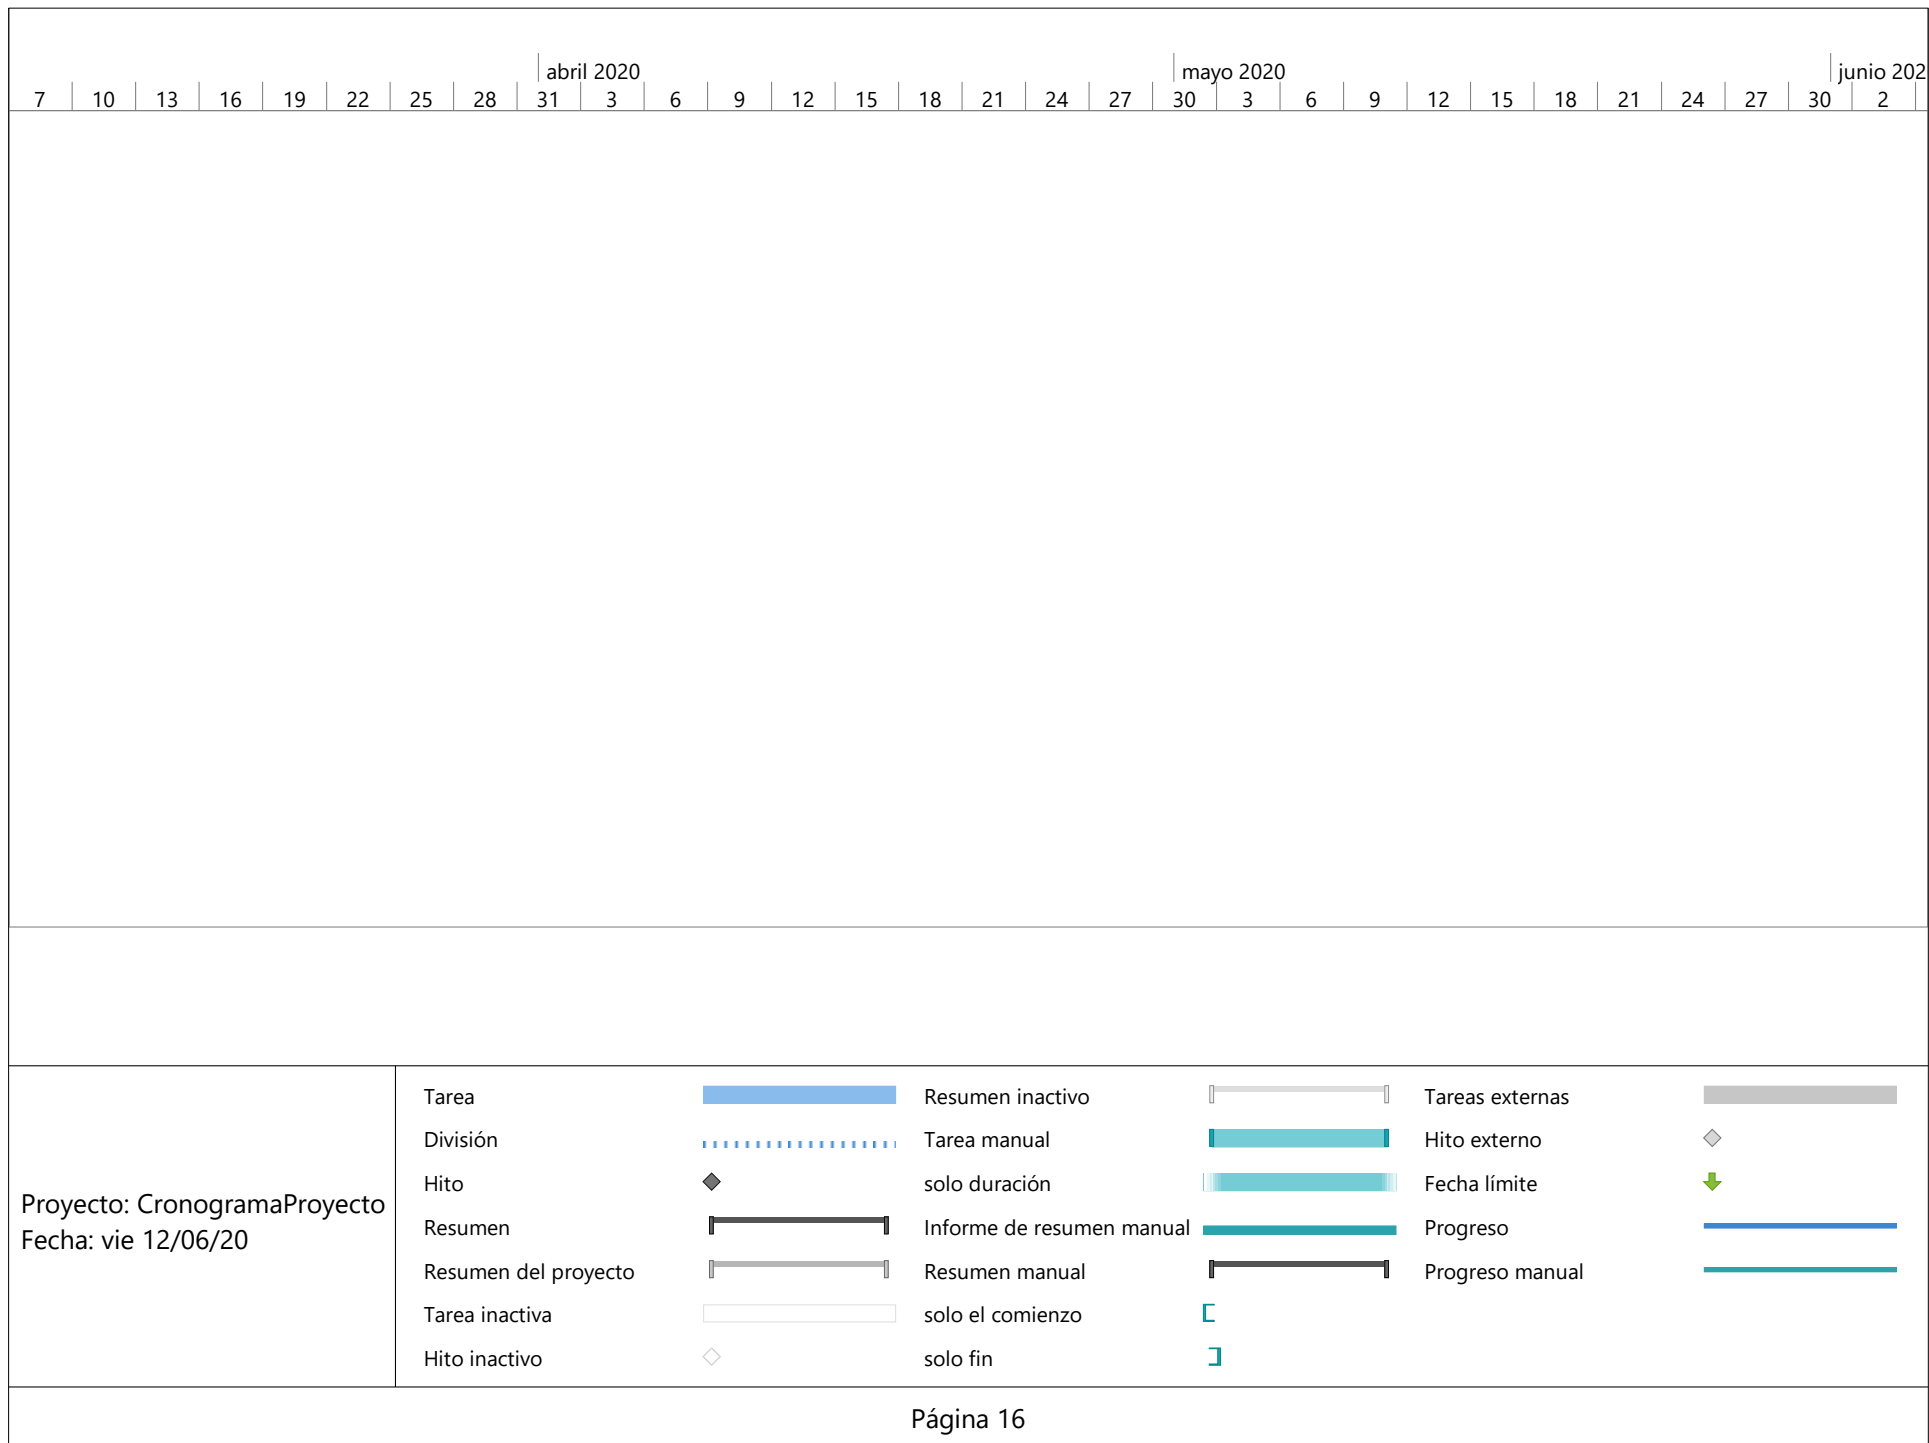 abril 2020 mayo 2020 junio 202
7 10 13 16 19 22 25 28 31 3 6 9 12 15 18 21 24 27 30 3 6 9 12 15 18 21 24 27 30 2
Proyecto: CronogramaProyecto
Fecha: vie 12/06/20
Tarea
División
Hito
Resumen
Resumen del proyecto
Tarea inactiva
Hito inactivo
Resumen inactivo
Tarea manual
solo duración
Informe de resumen manual
Resumen manual
solo el comienzo
solo fin
Tareas externas
Hito externo
Fecha límite
Progreso
Progreso manual
Página 16